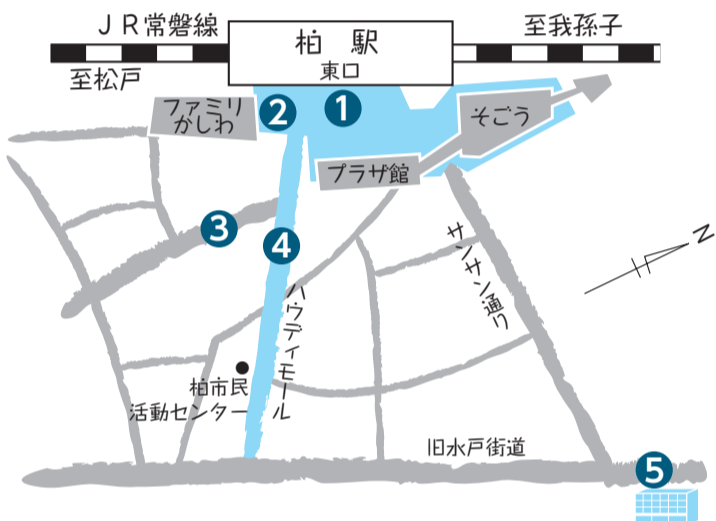 JR常磐線
至我孫子
柏駅
東口
至松戸
ファミリ
かしわ
2
1
そごう
プラザ館
3
4
サンサン通り
N
ハウディモール
柏市民
活動センター
旧水戸街道
5